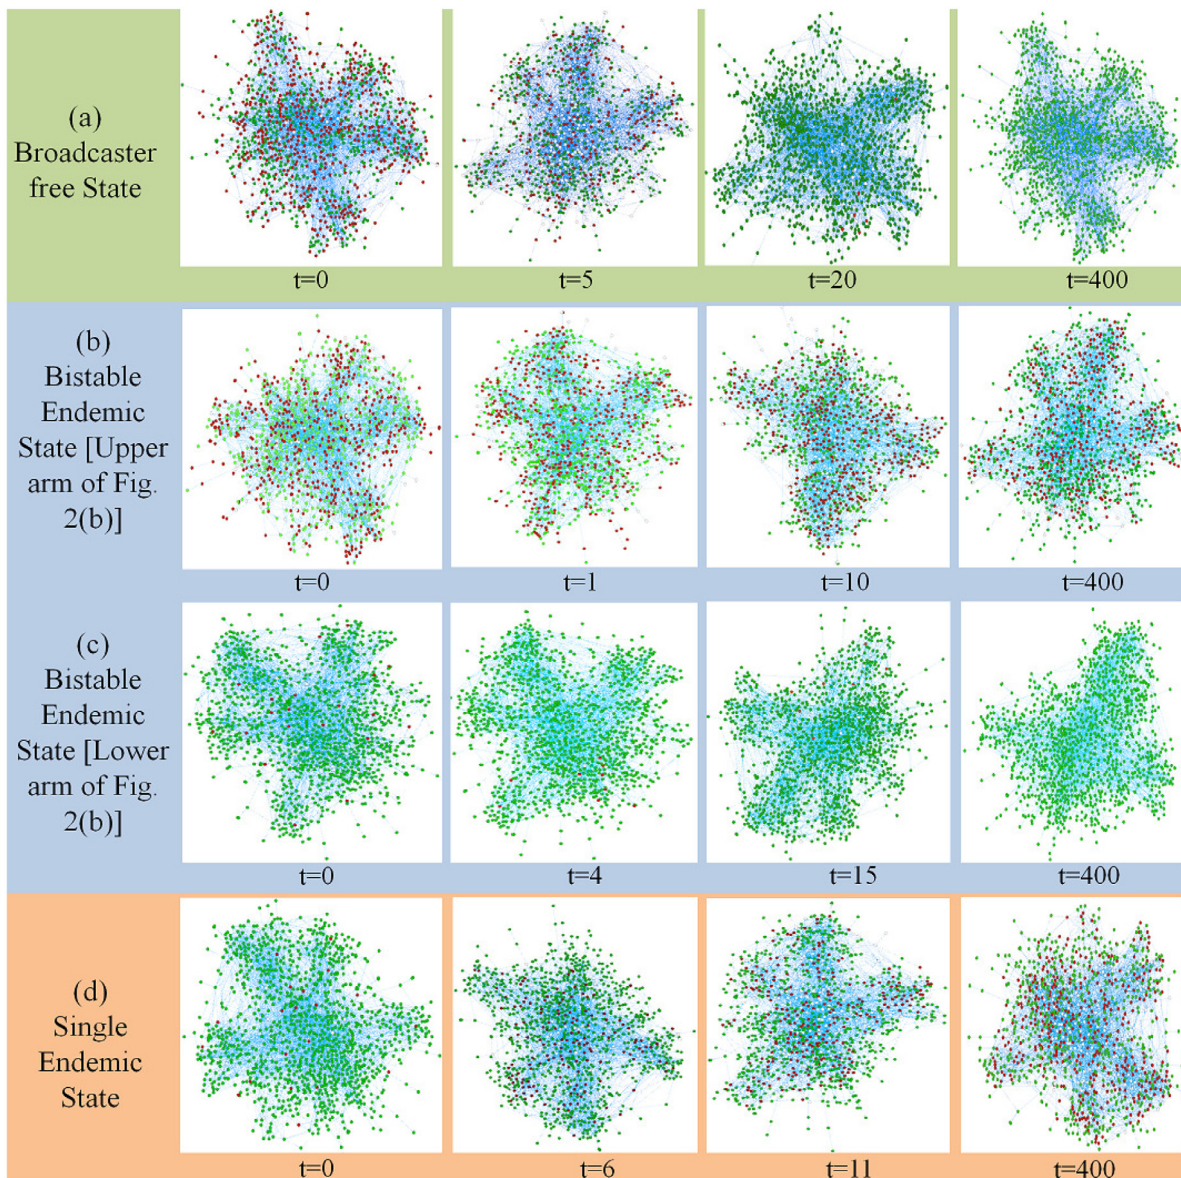 (a)
Broadcaster
free State
t=0
t=5
t=20
t=400
(b)
Bistable
Endemic
State [Upper
arm of Fig.
2(b)]
t=0
t=1
t=10
t=400
(c)
Bistable
Endemic
State [Lower
arm of Fig.
2(b)]
t=0
t=4
t=15
t=400
(d)
Single
Endemic
State
t=0
t=6
t=11
t=400